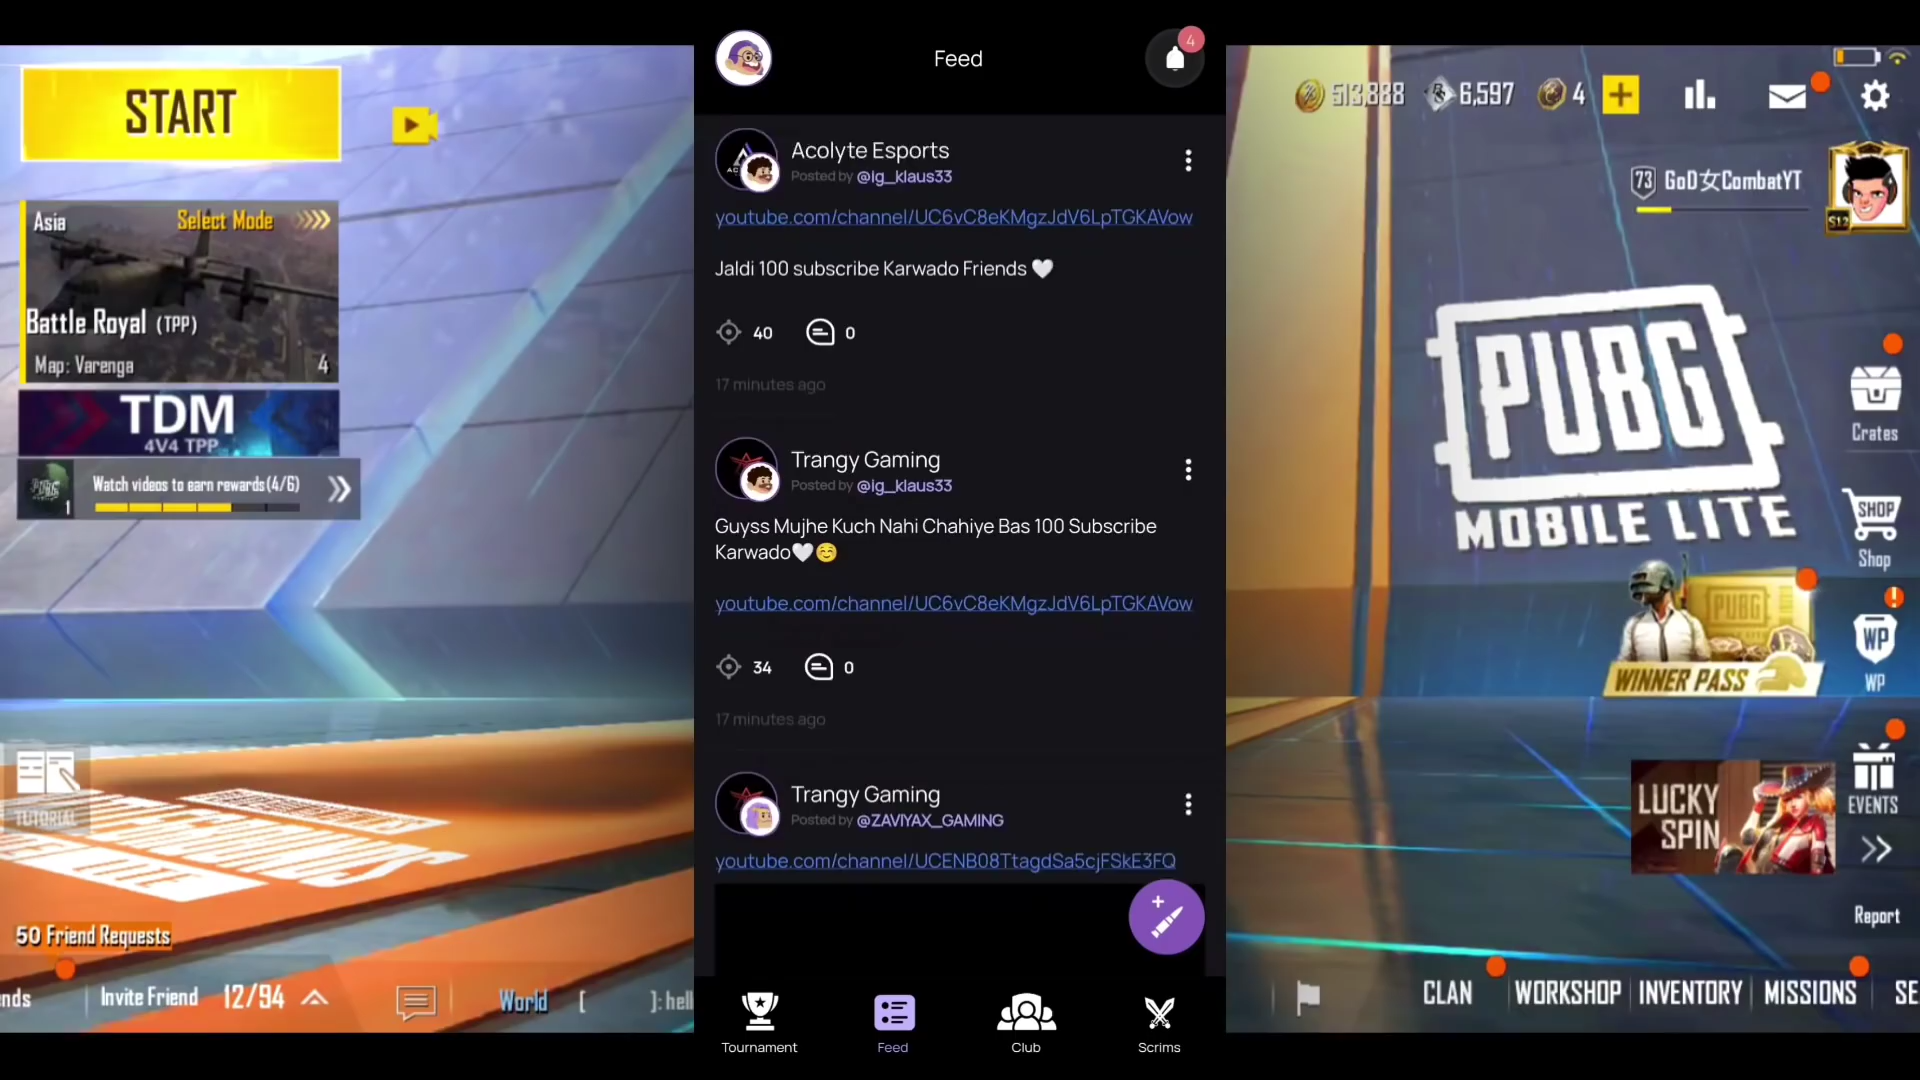 START
Asia
Select Mode
Battle Royal (TPP)
Map: Varenga
4
TDM
4V4 TPP
Watch videos to earn rewards(4/6)
1
TUTORIAL
50 Friend Requests
nds
Invite Friend
12/94
World
[
]: hell
Feed
4
Acolyte Esports
Posted by @ig_klaus33
youtube.com/channel/UC6vC8eKMgzJdV6LpTGKAVow
Jaldi 100 subscribe Karwado Friends 🤍
40
0
17 minutes ago
Trangy Gaming
Posted by @ig_klaus33
Guyss Mujhe Kuch Nahi Chahiye Bas 100 Subscribe
Karwado🤍☺️
youtube.com/channel/UC6vC8eKMgzJdV6LpTGKAVow
34
0
17 minutes ago
Trangy Gaming
Posted by @ZAVIYAX_GAMING
youtube.com/channel/UCENB08TtagdSa5cjFSkE3FQ
Tournament
Feed
Club
Scrims
513,888
6,597
4
73
GoD女CombatYT
S12
PUBG
MOBILE LITE
Crates
SHOP
Shop
PUBG
WINNER PASS
WP
WP
LUCKY
SPIN
EVENTS
Report
CLAN
WORKSHOP
INVENTORY
MISSIONS
SE